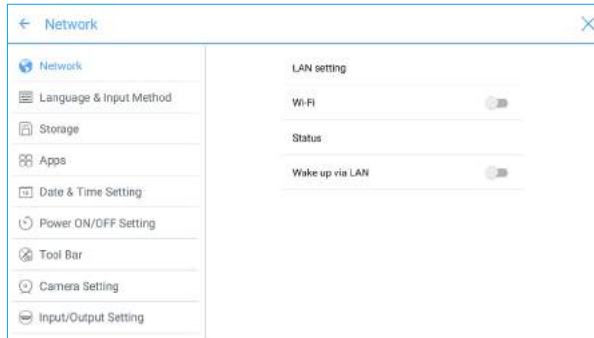 Network
Network
Language & Input Method
Storage
Apps
Date & Time Setting
Power ON/OFF Setting
Tool Bar
Camera Setting
Input/Output Setting
LAN setting
Wi-Fi
Status
Wake up via LAN